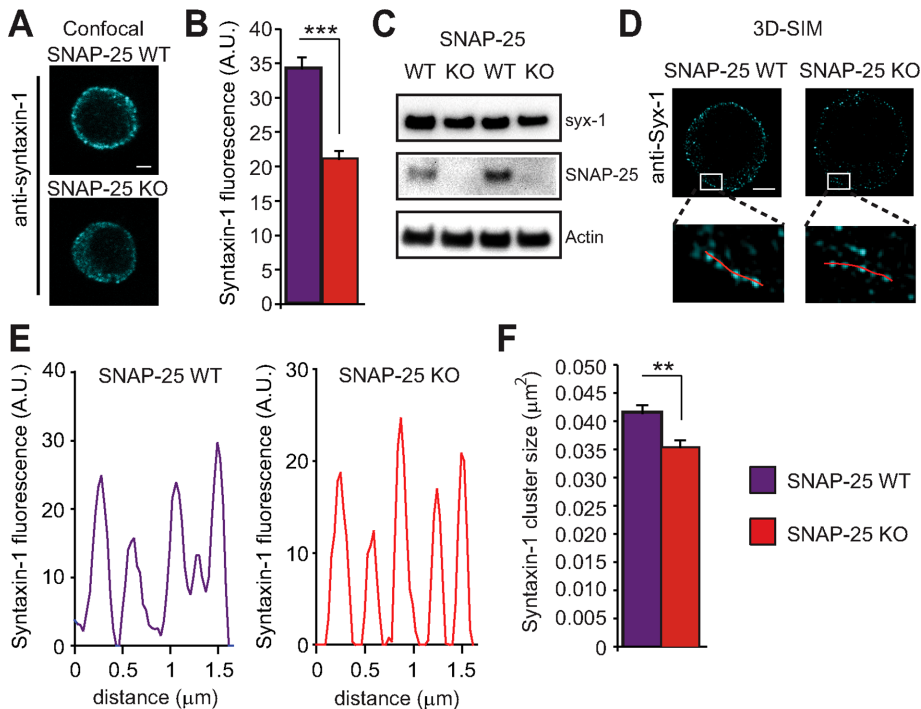 A
Confocal
SNAP-25 WT
SNAP-25 KO
anti-syntaxin-1
B
Syntaxin-1 fluorescence (A.U.)
40
35
30
25
20
15
10
5
0
***
C
SNAP-25
WT KO WT KO
syx-1
SNAP-25
Actin
D
3D-SIM
SNAP-25 WT
SNAP-25 KO
anti-Syx-1
E
SNAP-25 WT
Syntaxin-1 fluorescence (A.U.)
40
30
20
10
0
0 0.5 1 1.5
distance (μm)
SNAP-25 KO
Syntaxin-1 fluorescence (A.U.)
30
20
10
0
0 0.5 1 1.5
distance (μm)
F
Syntaxin-1 cluster size (μm²)
0.050
0.045
0.040
0.035
0.030
0.025
0.020
0.015
0.010
0.005
0.000
**
SNAP-25 WT
SNAP-25 KO